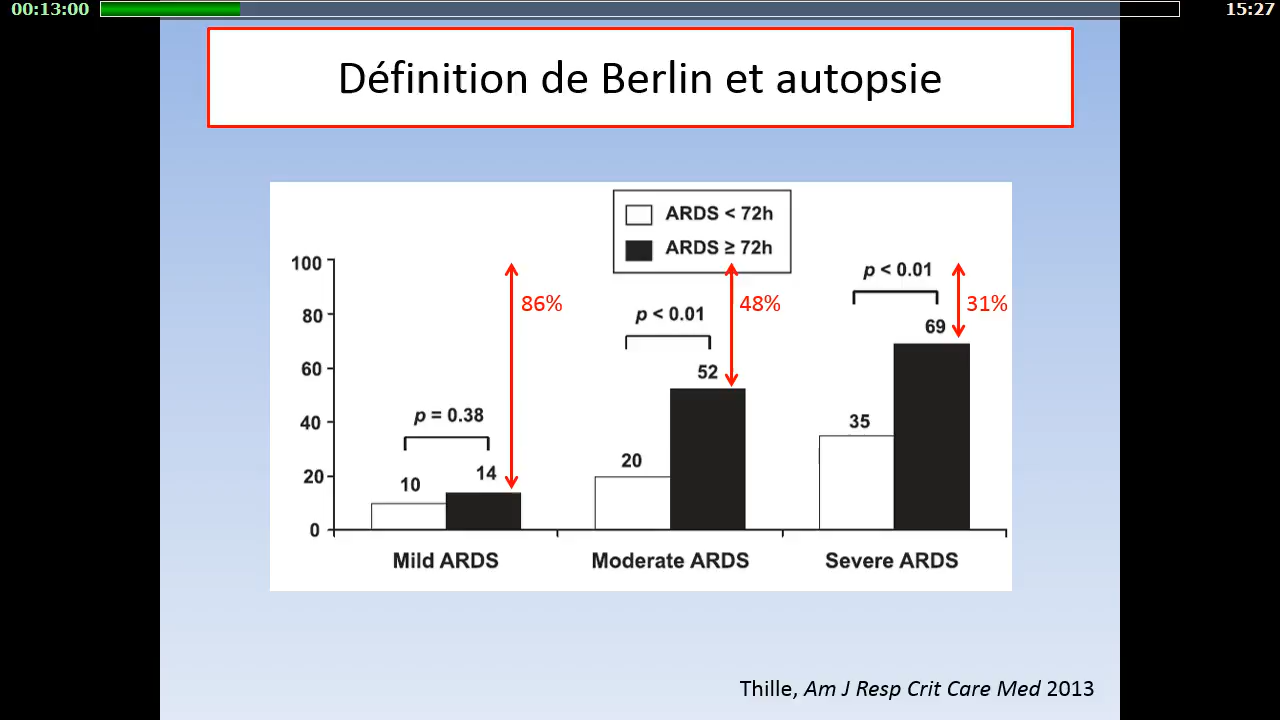 00:13:00
15:27
Définition de Berlin et autopsie
ARDS < 72h
ARDS ≥ 72h
100
80
60
40
20
0
p = 0.38
10
14
86%
p < 0.01
20
52
48%
p < 0.01
35
69
31%
Mild ARDS
Moderate ARDS
Severe ARDS
Thille, Am J Resp Crit Care Med 2013